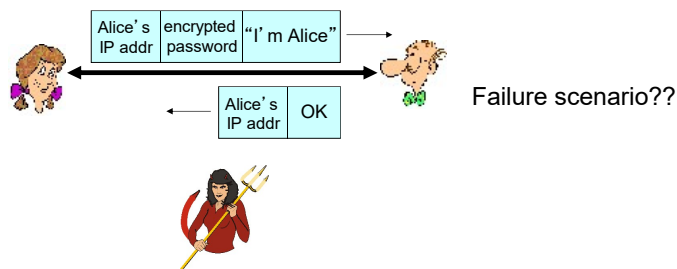 Alice’s
IP addr
encrypted
password
“I’m Alice”
Alice’s
IP addr
OK
Failure scenario??